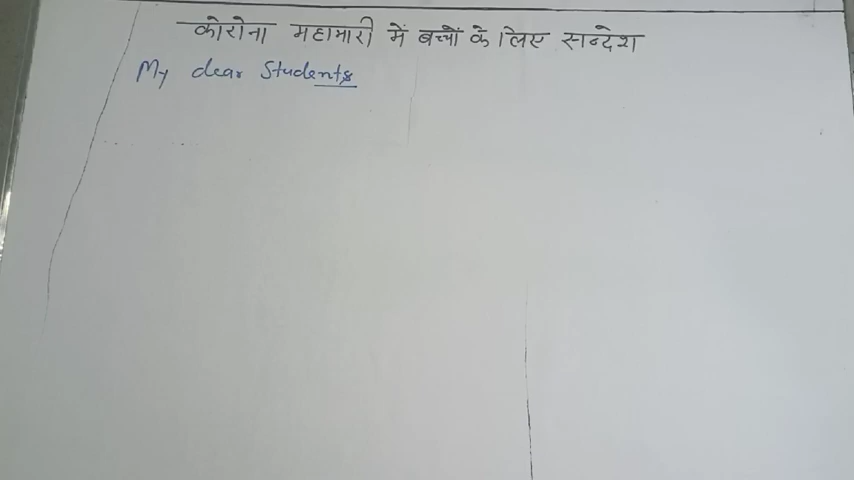 कोरोना महामारी में बच्चों के लिए सन्देश
My dear Students